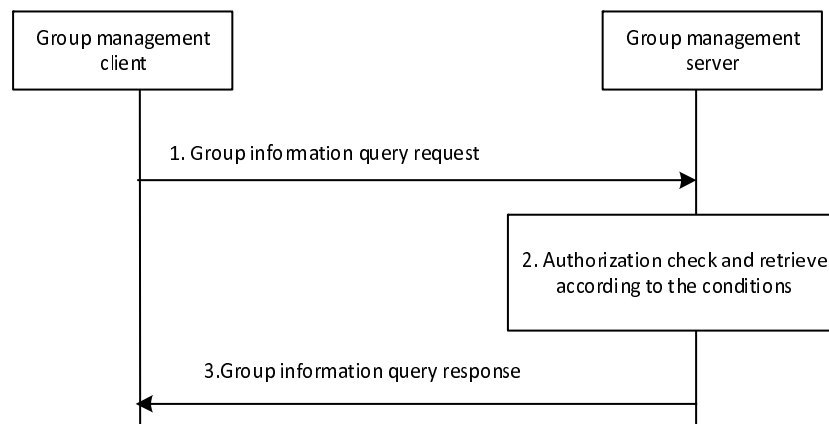 Group management
client
Group management
server
1. Group information query request
2. Authorization check and retrieve
according to the conditions
3.Group information query response